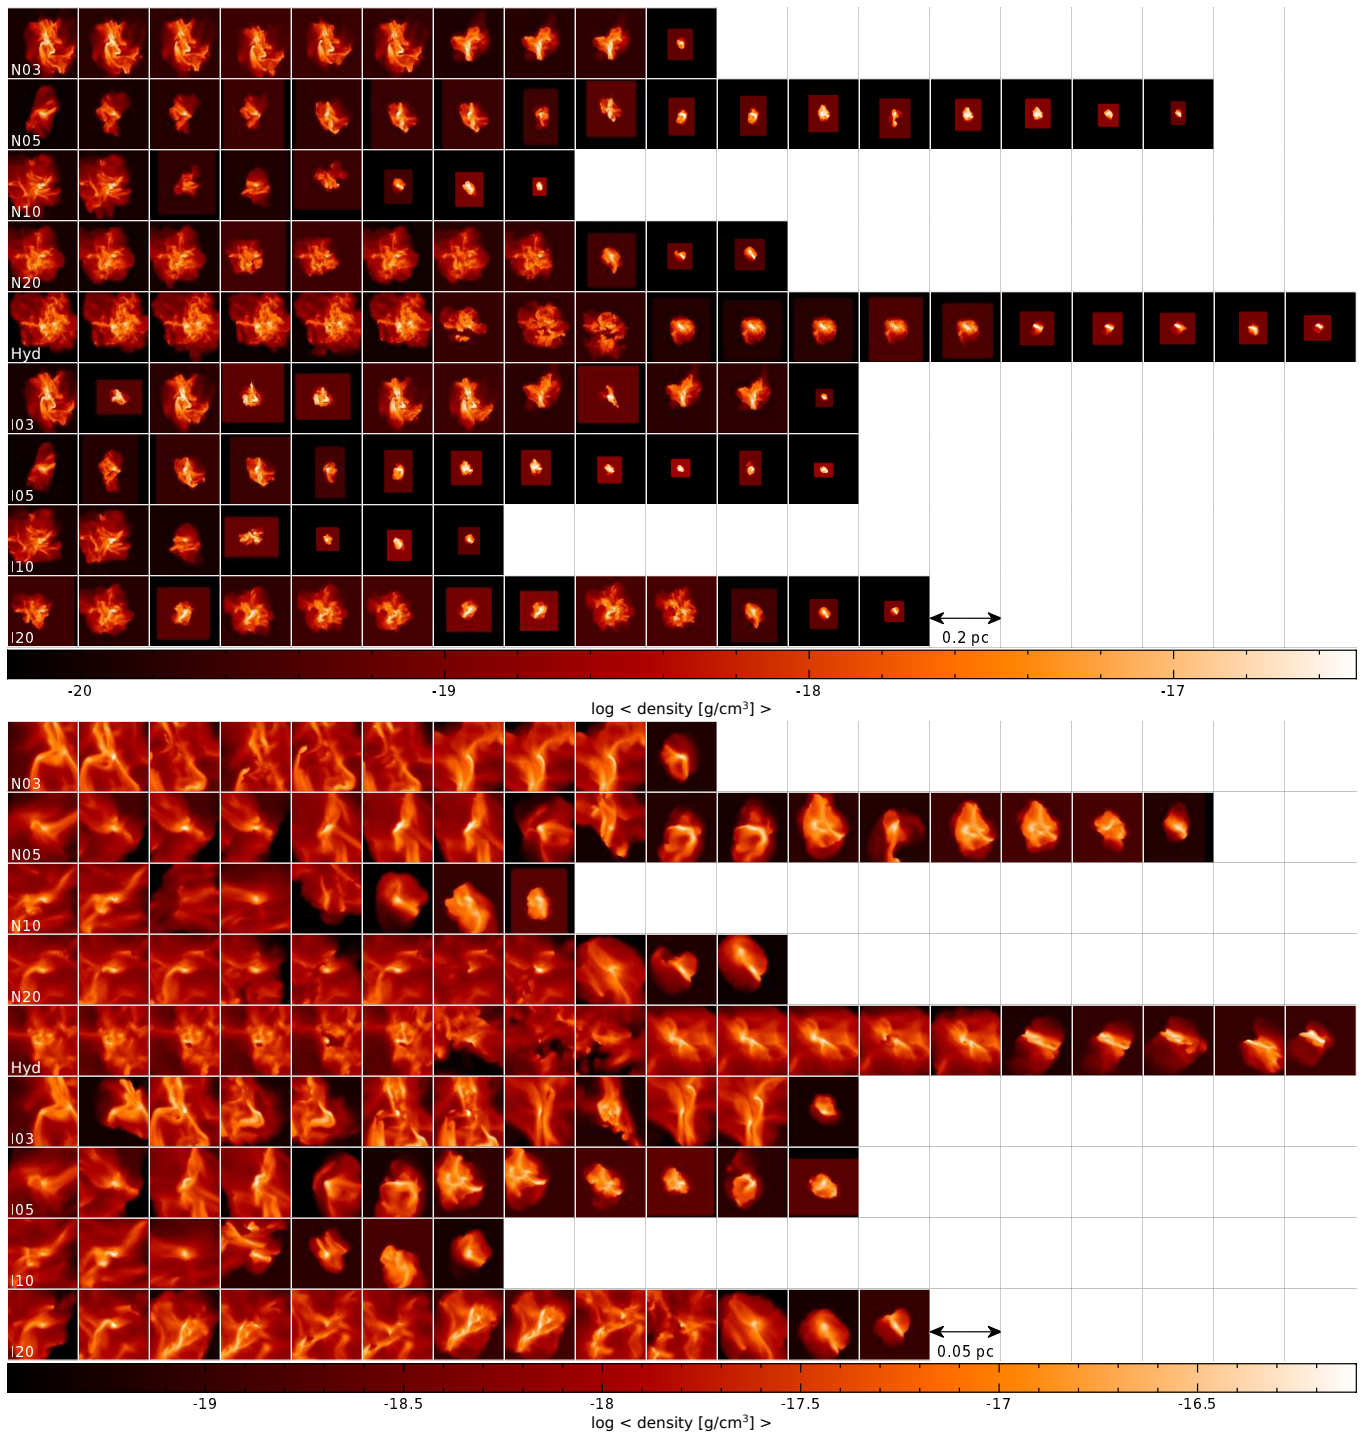 N03
N05
N10
N20
Hyd
I03
I05
I10
I20
0.2 pc
-20 -19 -18 -17
log < density [g/cm³] >
N03
N05
N10
N20
Hyd
I03
I05
I10
I20
0.05 pc
-19 -18.5 -18 -17.5 -17 -16.5
log < density [g/cm³] >